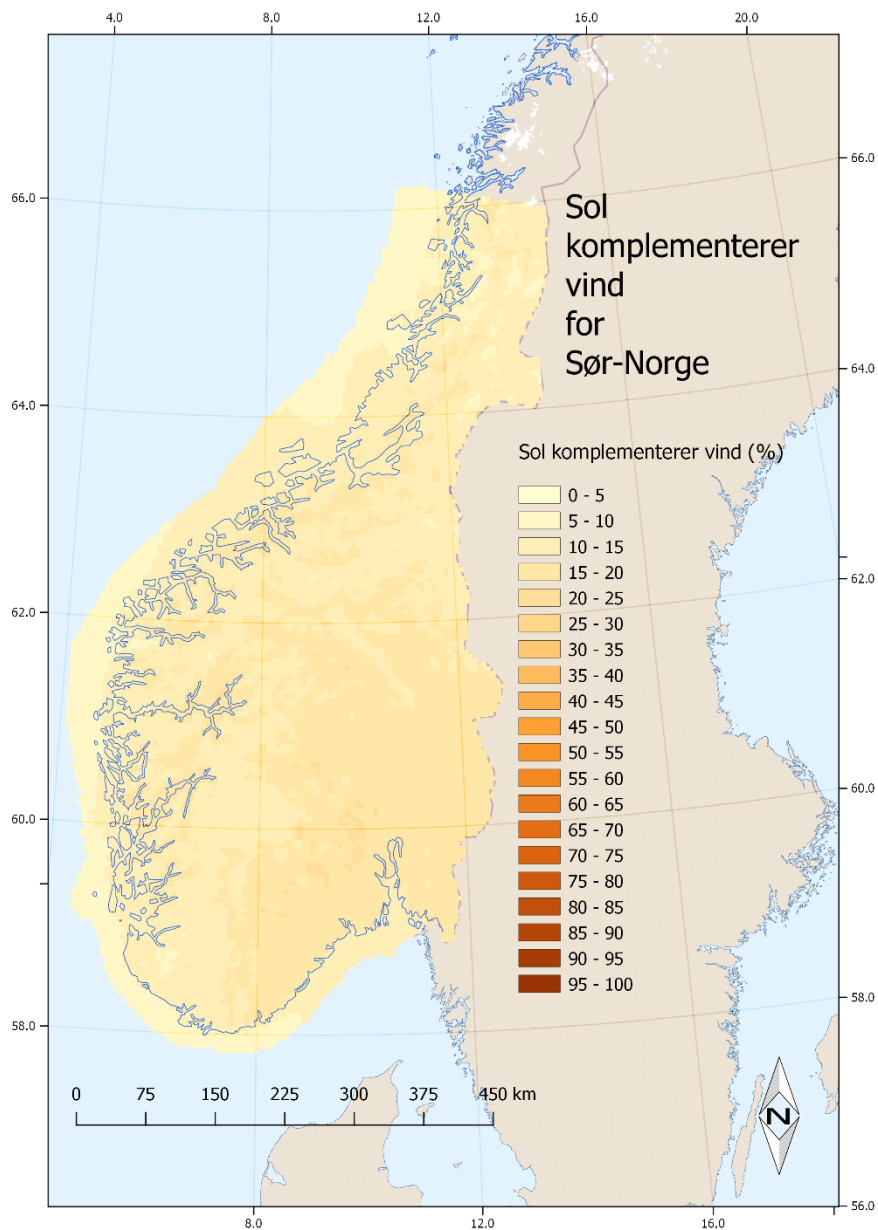 4.0 8.0 12.0 16.0 20.0
66.0 66.0
Sol
komplementerer
vind
for
Sør-Norge
64.0 64.0
Sol komplementerer vind (%)
0 - 5
5 - 10
10 - 15
15 - 20
20 - 25
62.0 62.0
25 - 30
30 - 35
35 - 40
40 - 45
45 - 50
50 - 55
55 - 60
60.0 60.0
60 - 65
65 - 70
70 - 75
75 - 80
80 - 85
85 - 90
90 - 95
95 - 100
58.0 58.0
0 75 150 225 300 375 450 km
N
56.0
8.0 12.0 16.0